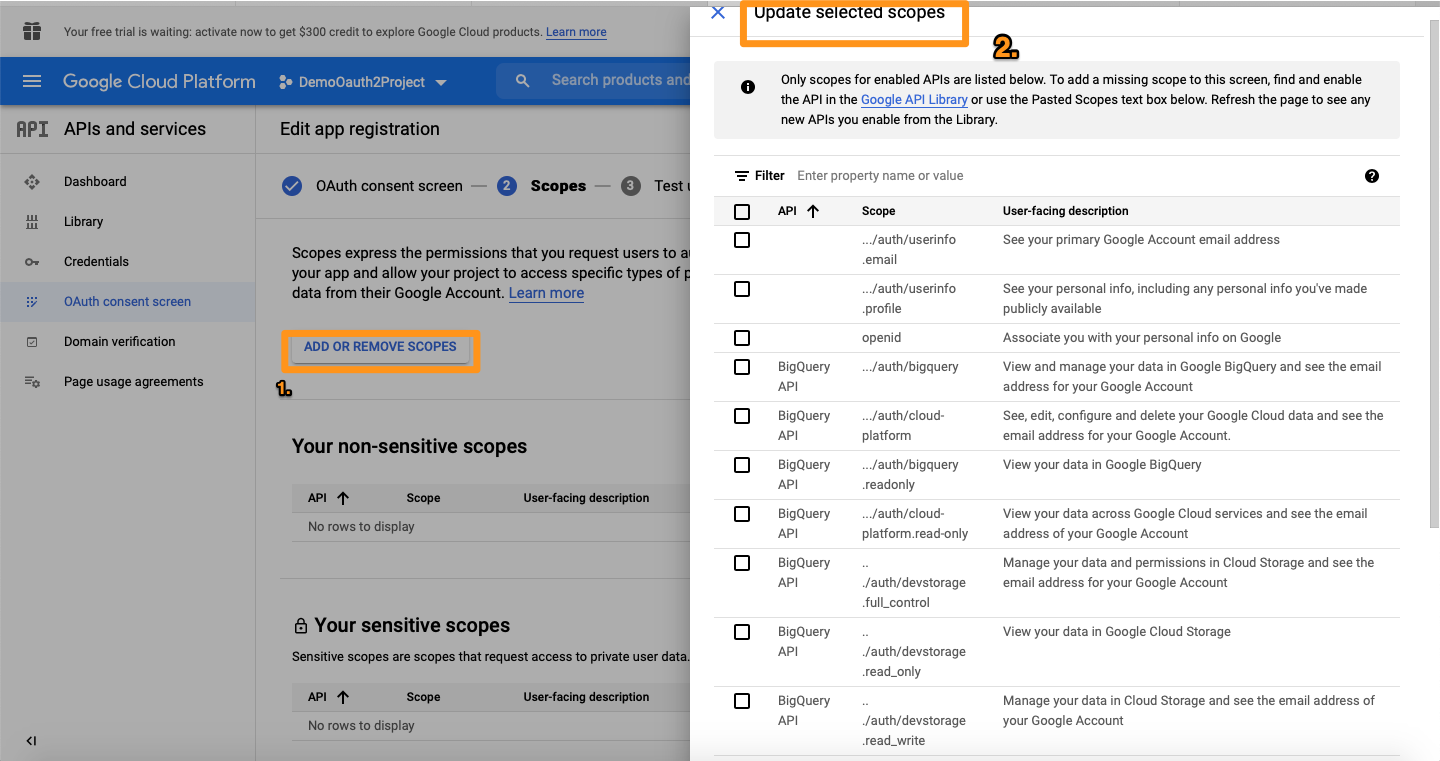 Your free trial is waiting: activate now to get $300 credit to explore Google Cloud products. Learn more
Google Cloud Platform
DemoOauth2Project
Search products and
API APIs and services
Dashboard
Library
Credentials
OAuth consent screen
Domain verification
Page usage agreements
Edit app registration
OAuth consent screen — 2 Scopes — 3 Test u
Scopes express the permissions that you request users to a
your app and allow your project to access specific types of p
data from their Google Account. Learn more
ADD OR REMOVE SCOPES
1.
Your non-sensitive scopes
API Scope User-facing description
No rows to display
Your sensitive scopes
Sensitive scopes are scopes that request access to private user data.
API Scope User-facing description
No rows to display
Update selected scopes
2.
Only scopes for enabled APIs are listed below. To add a missing scope to this screen, find and enable
the API in the Google API Library or use the Pasted Scopes text box below. Refresh the page to see any
new APIs you enable from the Library.
Filter Enter property name or value
API Scope User-facing description
.../auth/userinfo See your primary Google Account email address
.email
.../auth/userinfo See your personal info, including any personal info you've made
.profile publicly available
openid Associate you with your personal info on Google
BigQuery .../auth/bigquery View and manage your data in Google BigQuery and see the email
API address for your Google Account
BigQuery .../auth/cloud- See, edit, configure and delete your Google Cloud data and see the
API platform email address for your Google Account.
BigQuery .../auth/bigquery View your data in Google BigQuery
API .readonly
BigQuery .../auth/cloud- View your data across Google Cloud services and see the email
API platform.read-only address of your Google Account
BigQuery .. Manage your data and permissions in Cloud Storage and see the
API ./auth/devstorage email address for your Google Account
.full_control
BigQuery .. View your data in Google Cloud Storage
API ./auth/devstorage
.read_only
BigQuery .. Manage your data in Cloud Storage and see the email address of
API ./auth/devstorage your Google Account
.read_write